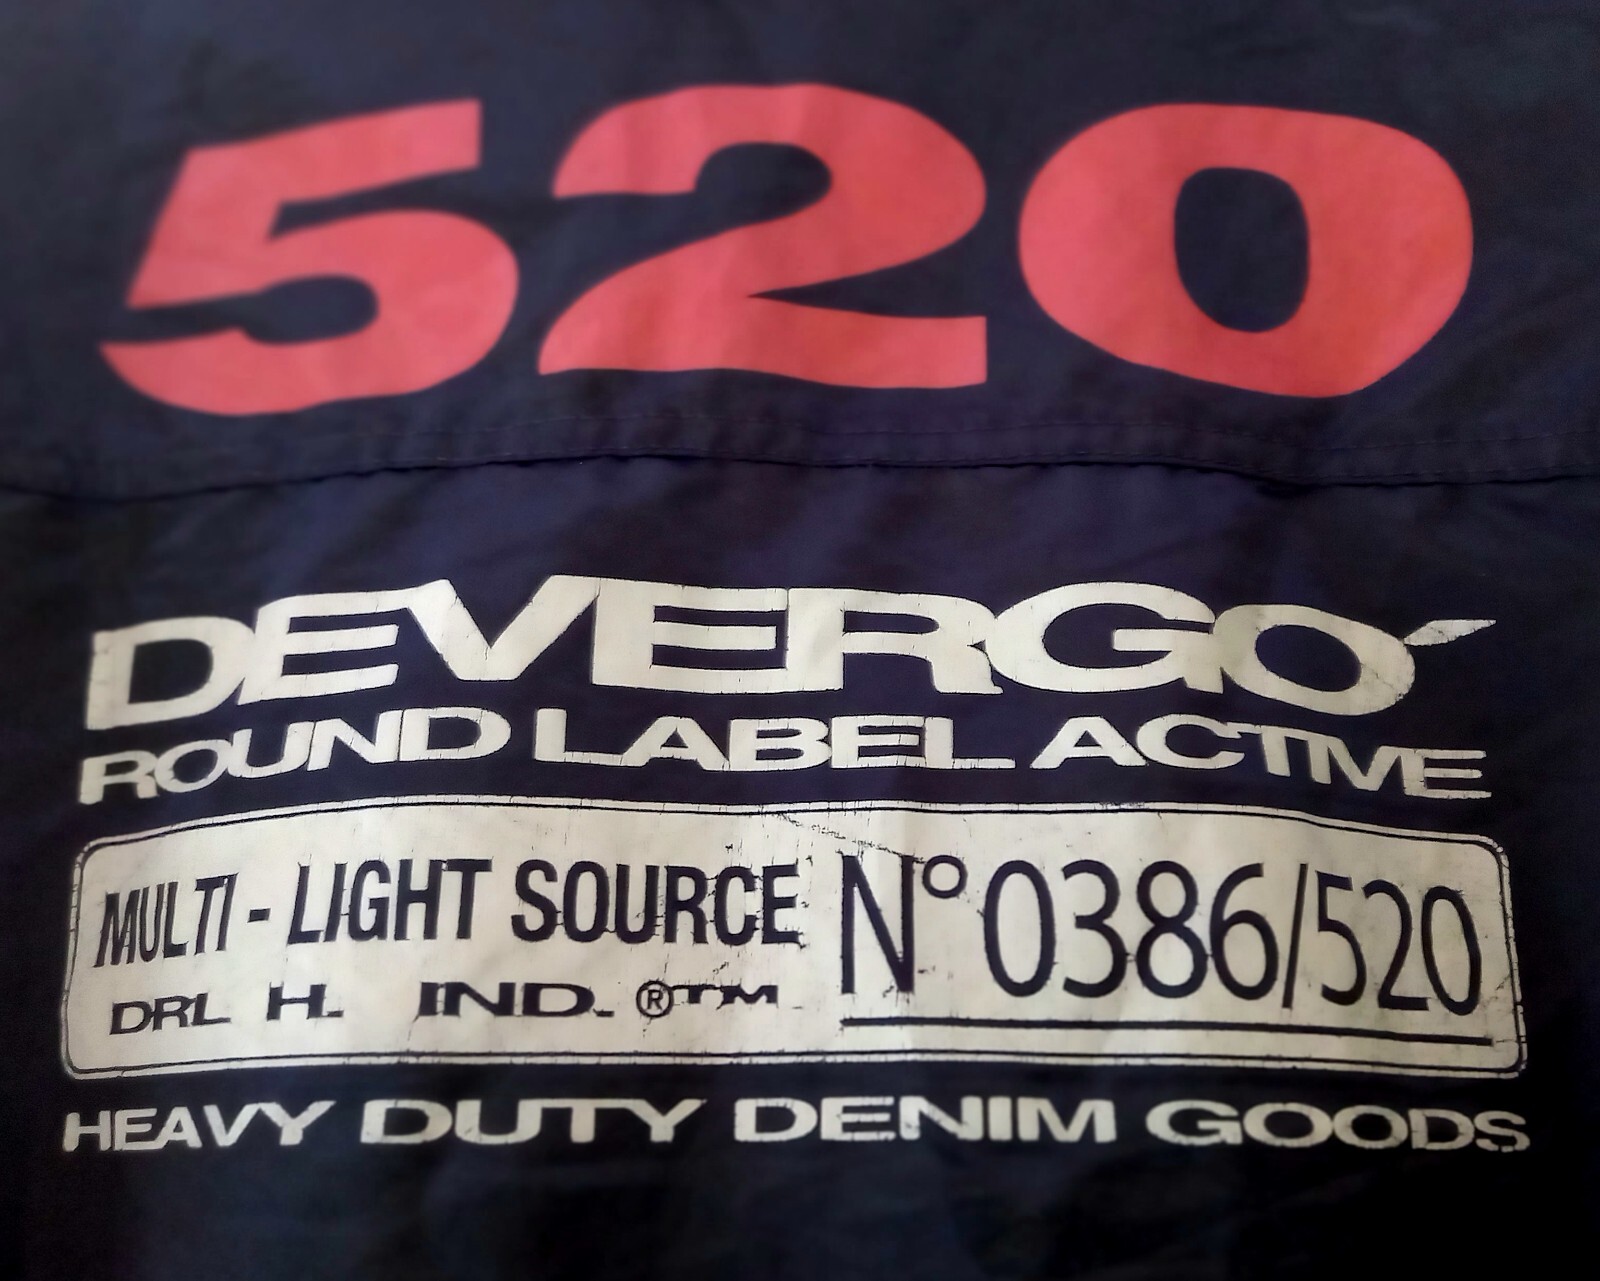 520
DEVERGO´
ROUND LABEL ACTIVE
MULTI - LIGHT SOURCE N° 0386/520
DRL H. IND. ®™
HEAVY DUTY DENIM GOODS